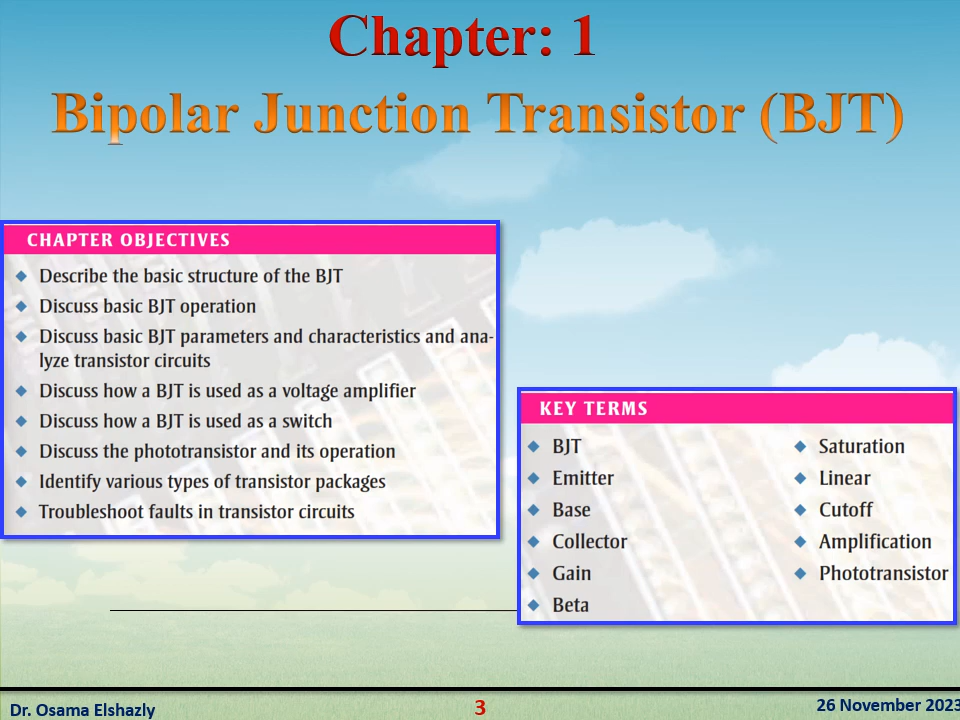 Chapter: 1
Bipolar Junction Transistor (BJT)
CHAPTER OBJECTIVES
◆ Describe the basic structure of the BJT
◆ Discuss basic BJT operation
◆ Discuss basic BJT parameters and characteristics and ana-
lyze transistor circuits
◆ Discuss how a BJT is used as a voltage amplifier
◆ Discuss how a BJT is used as a switch
◆ Discuss the phototransistor and its operation
◆ Identify various types of transistor packages
◆ Troubleshoot faults in transistor circuits
KEY TERMS
◆ BJT
◆ Emitter
◆ Base
◆ Collector
◆ Gain
◆ Beta
◆ Saturation
◆ Linear
◆ Cutoff
◆ Amplification
◆ Phototransistor
Dr. Osama Elshazly
3
26 November 2023